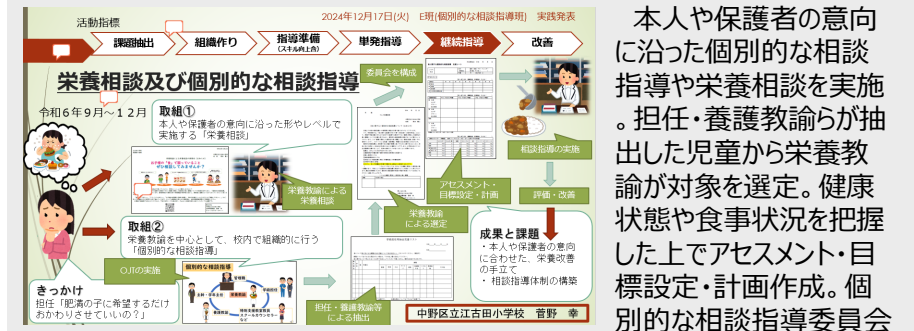 活動指標
2024年12月17日(火) E班(個別的な相談指導班) 実践発表
課題抽出
組織作り
指導準備
(スキル向上含)
単発指導
継続指導
改善
栄養相談及び個別的な相談指導
令和6年9月～12月
取組①
本人や保護者の意向に沿った形やレベルで
実施する「栄養相談」
栄養教諭による
栄養相談
取組②
栄養教諭を中心として、校内で組織的に行う
「個別的な相談指導」
OJTの実施
きっかけ
担任「肥満の子に希望するだけ
おかわりさせていいの？」
個別的な相談指導
担任・養護教諭等
による抽出
栄養教諭
による選定
委員会を構成
アセスメント・
目標設定・計画
相談指導の実施
評価・改善
成果と課題
・本人や保護者の意向
に合わせた、栄養改善
の手立て
・相談指導体制の構築
中野区立江古田小学校 菅野 幸
本人や保護者の意向
に沿った個別的な相談
指導や栄養相談を実施
。担任・養護教諭らが抽
出した児童から栄養教
諭が対象を選定。健康
状態や食事状況を把握
した上でアセスメント・目
標設定・計画作成。個
別的な相談指導委員会